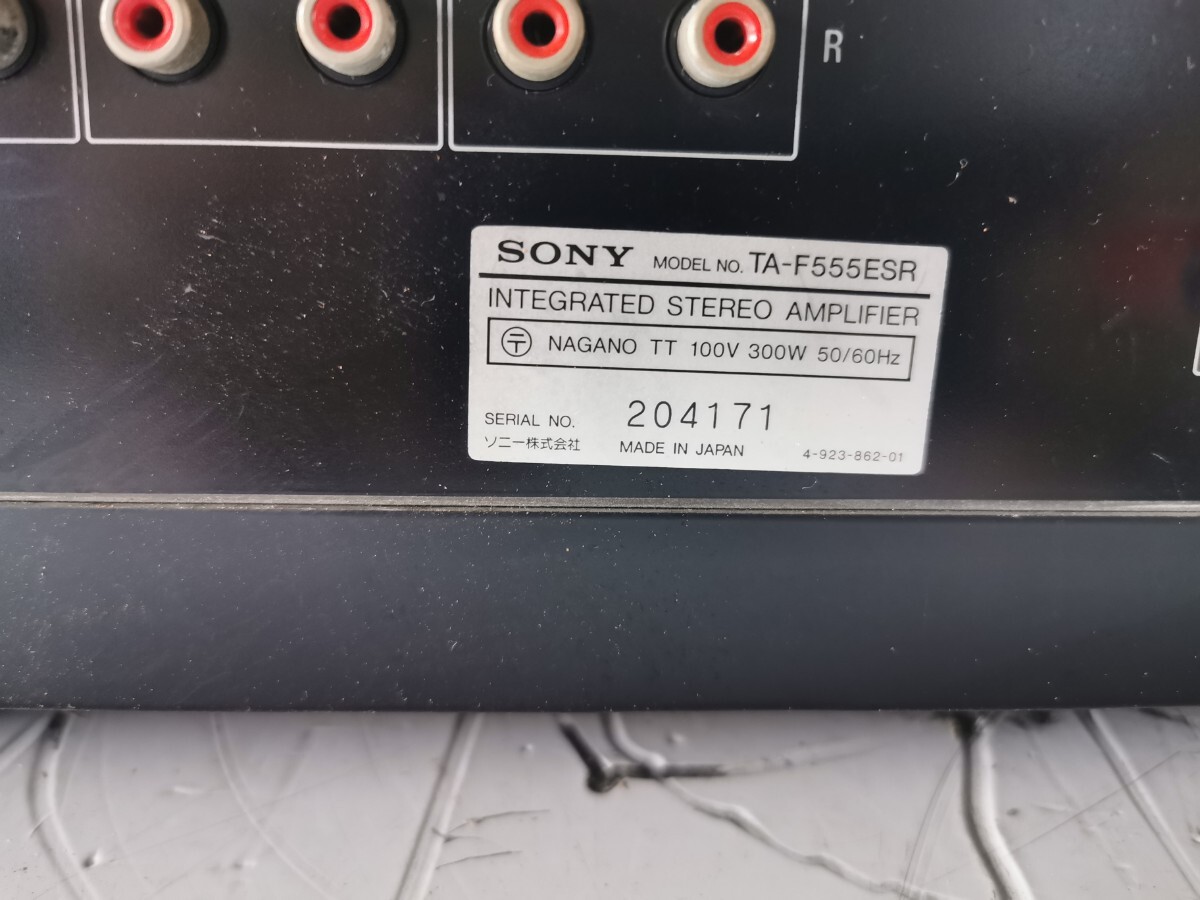 R
SONY MODEL NO. TA-F555ESR
INTEGRATED STEREO AMPLIFIER
〒 NAGANO TT 100V 300W 50/60Hz
SERIAL NO. 204171
ソニー株式会社 MADE IN JAPAN 4-923-862-01